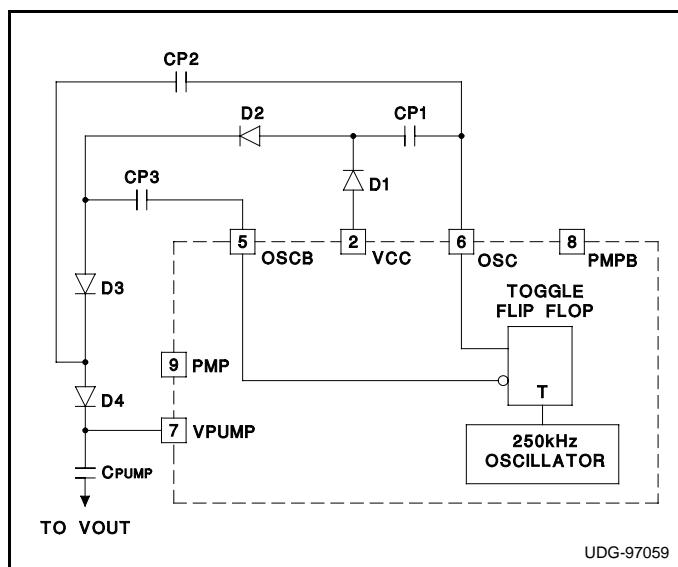 CP2
D2
CP1
CP3
D1
5
2
6
8
OSCB
VCC
OSC
PMPB
D3
TOGGLE
FLIP FLOP
9 PMP
D4
T
7 VPUMP
250kHz
OSCILLATOR
CPUMP
TO VOUT
UDG-97059